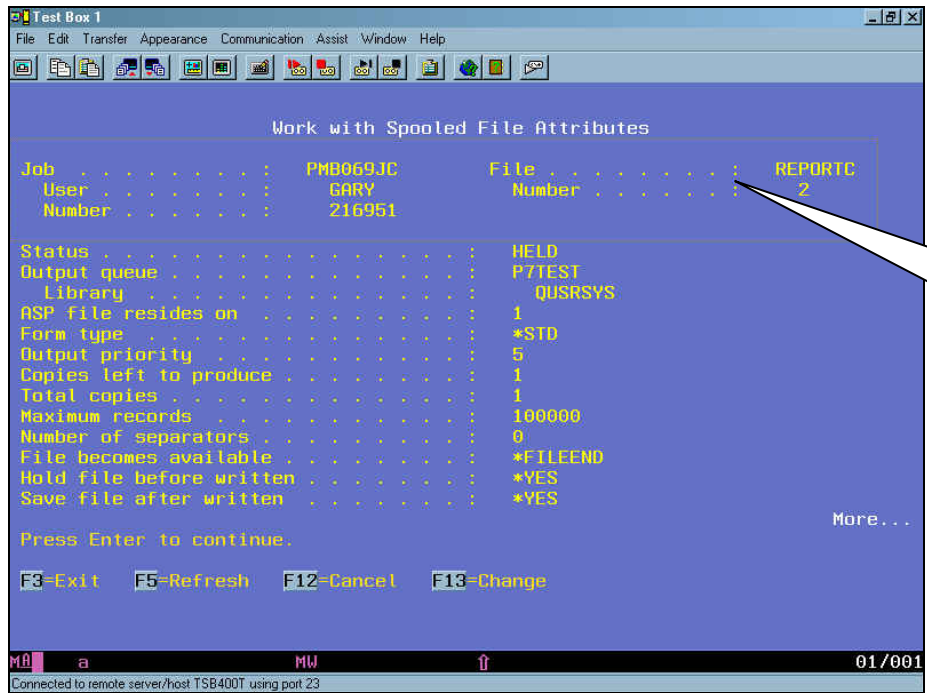 Test Box 1
File Edit Transfer Appearance Communication Assist Window Help
Work with Spooled File Attributes
Job . . . . . . . . : PMB069JC File . . . . . . . . : REPORTC
User . . . . . . . : GARY Number . . . . . . : 2
Number . . . . . . : 216951
Status . . . . . . . . . . . . . . . . . : HELD
Output queue . . . . . . . . . . . . . . : P7TEST
Library . . . . . . . . . . . . . . . : QUSRSYS
ASP file resides on . . . . . . . . . . : 1
Form type . . . . . . . . . . . . . . . : *STD
Output priority . . . . . . . . . . . . : 5
Copies left to produce . . . . . . . . . : 1
Total copies . . . . . . . . . . . . . . : 1
Maximum records . . . . . . . . . . . . : 100000
Number of separators . . . . . . . . . . : 0
File becomes available . . . . . . . . . : *FILEEND
Hold file before written . . . . . . . . : *YES
Save file after written . . . . . . . . : *YES
More...
Press Enter to continue.
F3=Exit F5=Refresh F12=Cancel F13=Change
MA a MW 01/001
Connected to remote server/host TSB400T using port 23